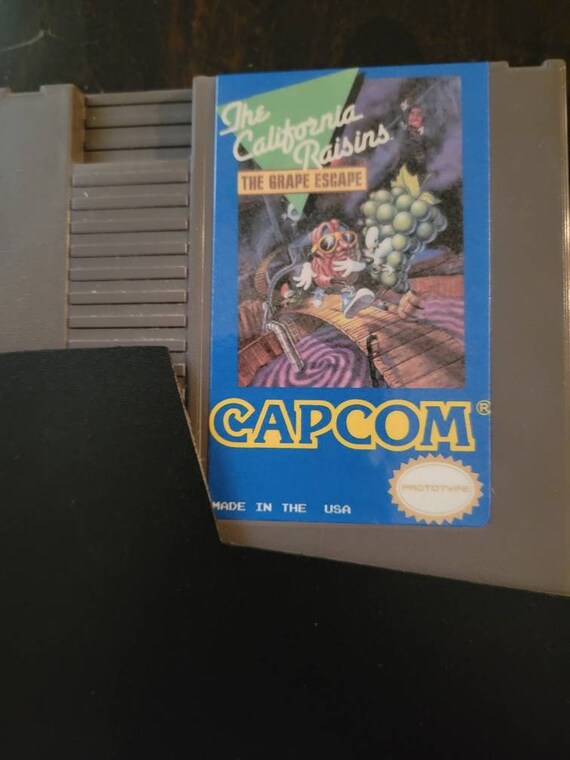 The
California
Raisins
THE GRAPE ESCAPE
CAPCOM®
PROTOTYPE
MADE IN THE USA